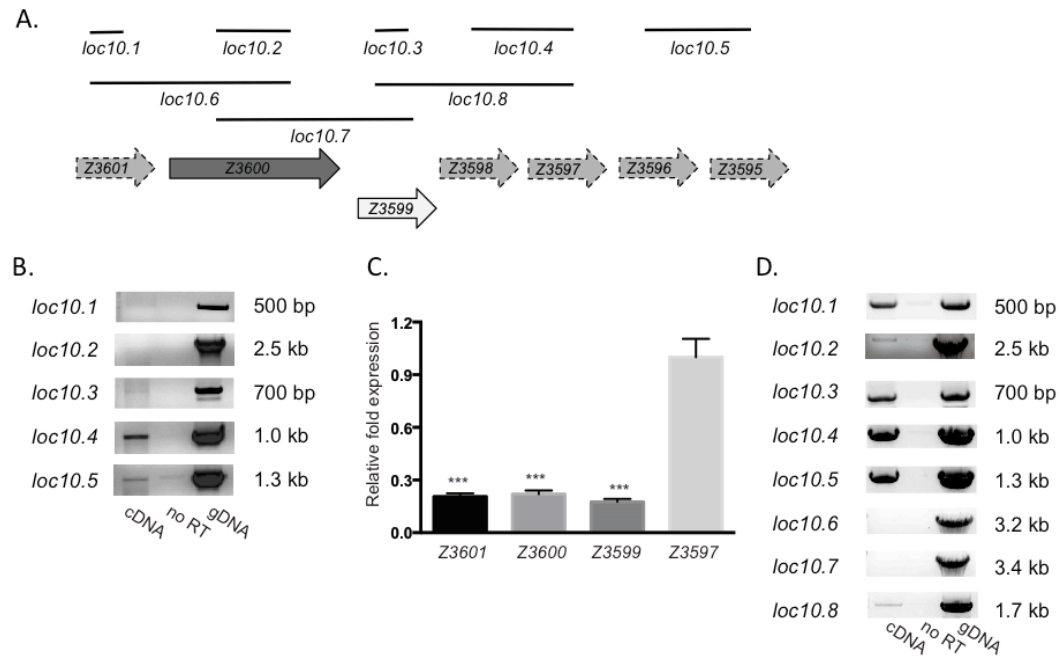 A.
loc10.1 loc10.2 loc10.3 loc10.4 loc10.5
loc10.6 loc10.8
loc10.7
Z3601 Z3600 Z3598 Z3597 Z3596 Z3595
Z3599
B.
loc10.1 500 bp
loc10.2 2.5 kb
loc10.3 700 bp
loc10.4 1.0 kb
loc10.5 1.3 kb
cDNA no RT gDNA
C.
Relative fold expression
1.2
0.9
0.6
0.3
0.0
*** *** ***
Z3601 Z3600 Z3599 Z3597
D.
loc10.1 500 bp
loc10.2 2.5 kb
loc10.3 700 bp
loc10.4 1.0 kb
loc10.5 1.3 kb
loc10.6 3.2 kb
loc10.7 3.4 kb
loc10.8 1.7 kb
cDNA no RT gDNA